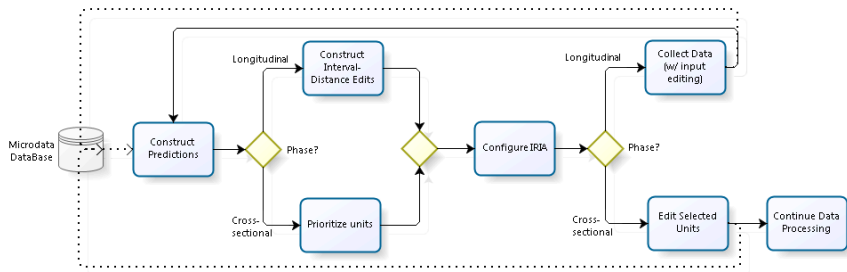 Microdata
DataBase
Construct
Predictions
Longitudinal
Phase?
Cross-
sectional
Construct
Interval-
Distance Edits
Prioritize units
Configure IRIA
Longitudinal
Phase?
Cross-
sectional
Collect Data
(w/ input
editing)
Edit Selected
Units
Continue Data
Processing